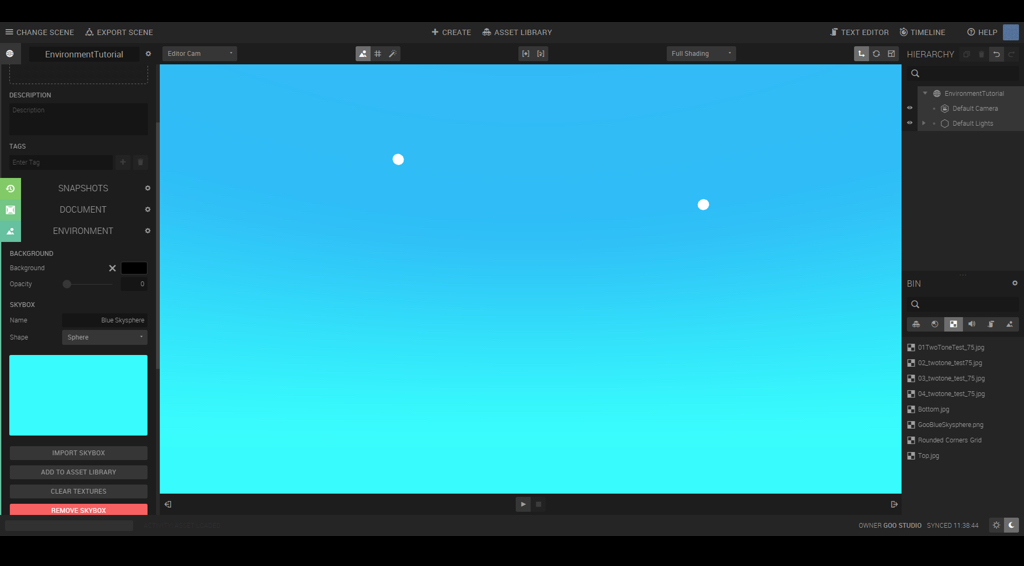 CHANGE SCENE EXPORT SCENE CREATE ASSET LIBRARY TEXT EDITOR TIMELINE HELP
EnvironmentTutorial Editor Cam Full Shading HIERARCHY
EnvironmentTutorial
Default Camera
Default Lights
DESCRIPTION
Description
TAGS
Enter Tag
SNAPSHOTS
DOCUMENT
ENVIRONMENT
BACKGROUND
Background
Opacity 0
SKYBOX
Name Blue Skysphere
Shape Sphere
IMPORT SKYBOX
ADD TO ASSET LIBRARY
CLEAR TEXTURES
REMOVE SKYBOX
BIN
01TwoToneTest_75.jpg
02_twotone_test75.jpg
03_twotone_test_75.jpg
04_twotone_test_75.jpg
Bottom.jpg
GooBlueSkysphere.png
Rounded Corners Grid
Top.jpg
OWNER GOO STUDIO SYNCED 11:38:44